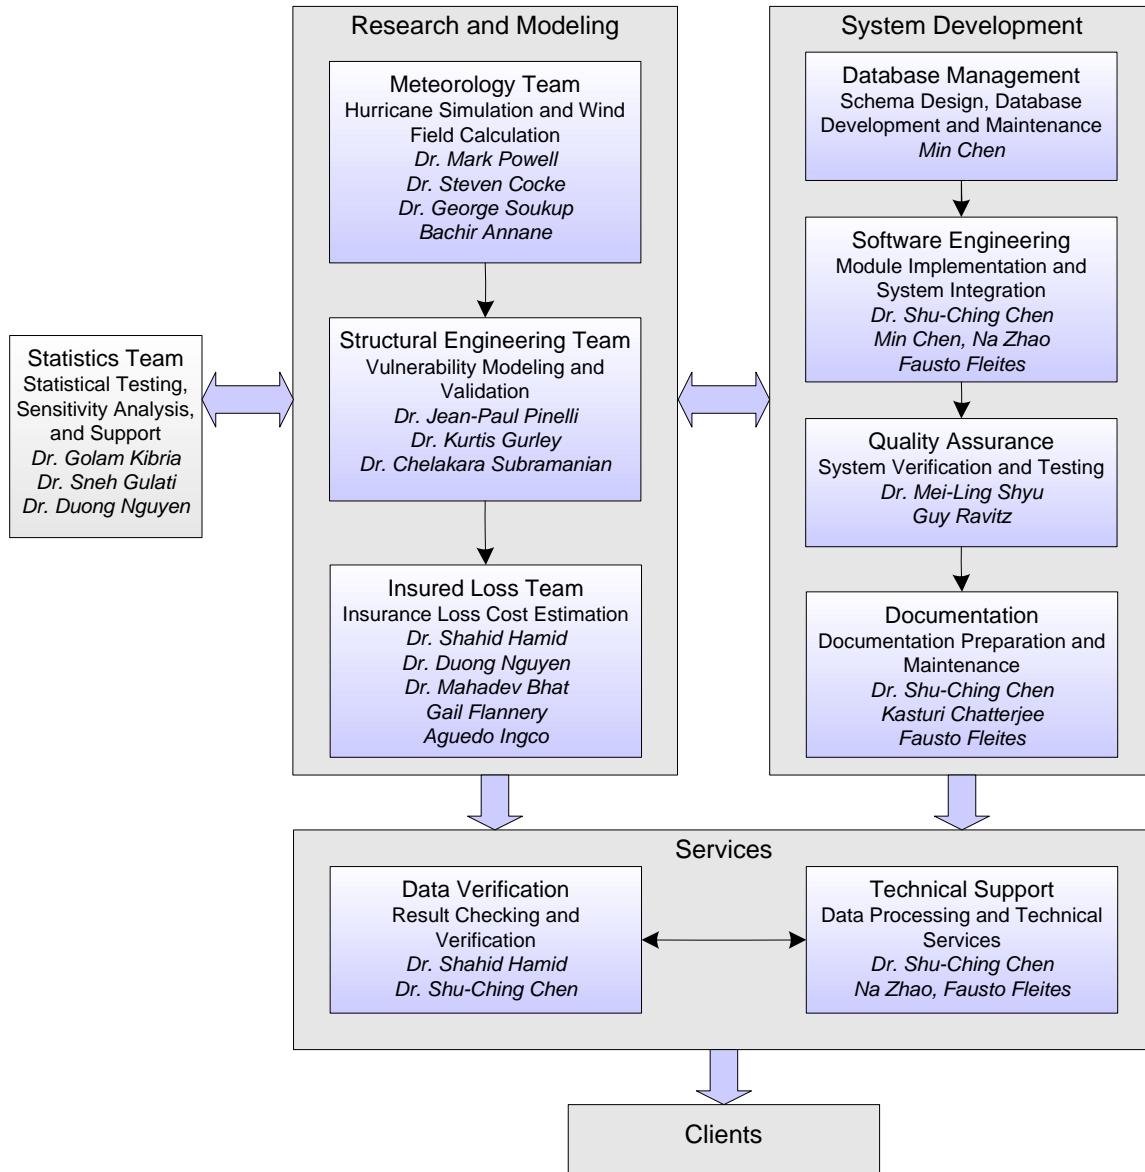 Research and Modeling
Meteorology Team
Hurricane Simulation and Wind
Field Calculation
Dr. Mark Powell
Dr. Steven Cocke
Dr. George Soukup
Bachir Annane
Structural Engineering Team
Vulnerability Modeling and
Validation
Dr. Jean-Paul Pinelli
Dr. Kurtis Gurley
Dr. Chelakara Subramanian
Insured Loss Team
Insurance Loss Cost Estimation
Dr. Shahid Hamid
Dr. Duong Nguyen
Dr. Mahadev Bhat
Gail Flannery
Aguedo Ingco
System Development
Database Management
Schema Design, Database
Development and Maintenance
Min Chen
Software Engineering
Module Implementation and
System Integration
Dr. Shu-Ching Chen
Min Chen, Na Zhao
Fausto Fleites
Quality Assurance
System Verification and Testing
Dr. Mei-Ling Shyu
Guy Ravitz
Documentation
Documentation Preparation and
Maintenance
Dr. Shu-Ching Chen
Kasturi Chatterjee
Fausto Fleites
Statistics Team
Statistical Testing,
Sensitivity Analysis,
and Support
Dr. Golam Kibria
Dr. Sneh Gulati
Dr. Duong Nguyen
Services
Data Verification
Result Checking and
Verification
Dr. Shahid Hamid
Dr. Shu-Ching Chen
Technical Support
Data Processing and Technical
Services
Dr. Shu-Ching Chen
Na Zhao, Fausto Fleites
Clients